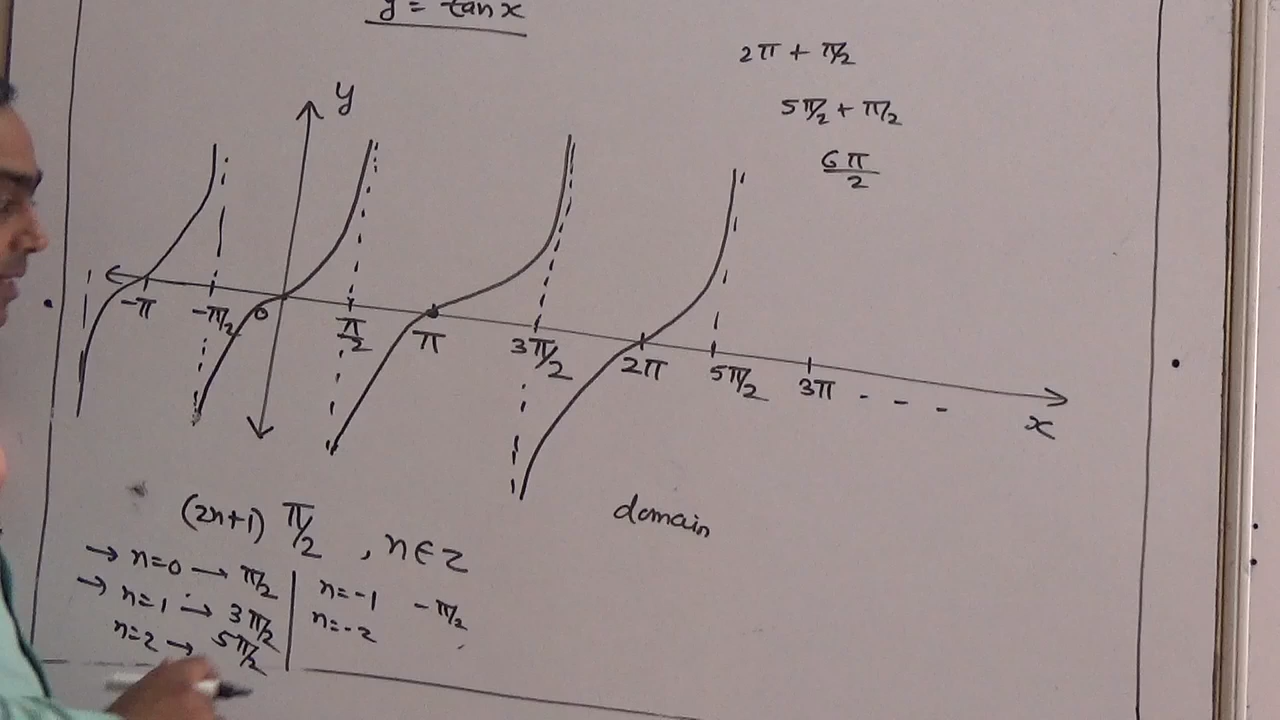 y = tan x
2π + π/2
5π/2 + π/2
6π/2
y
-π -π/2 0 π/2 π 3π/2 2π 5π/2 3π - - -
x
domain
(2n+1) π/2 , n∈Z
→ n=0 → π/2
→ n=1 → 3π/2
n=2 → 5π/2
n=-1 -π/2
n=-2